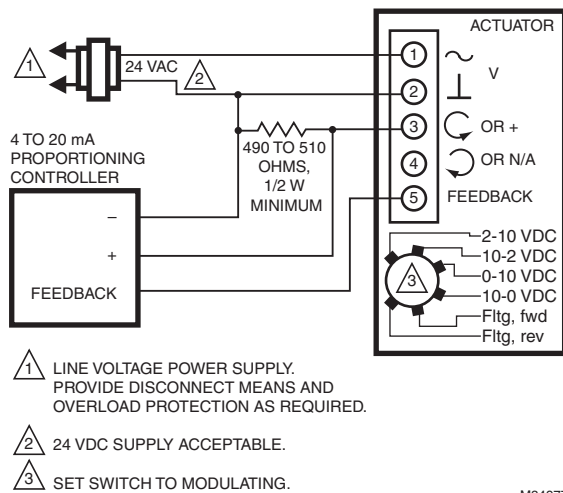 ACTUATOR
1
24 VAC
2
1
2
3
4
5
V
OR +
OR N/A
FEEDBACK
490 TO 510
OHMS,
1/2 W
MINIMUM
4 TO 20 mA
PROPORTIONING
CONTROLLER
–
+
FEEDBACK
2-10 VDC
10-2 VDC
0-10 VDC
10-0 VDC
Fltg, fwd
Fltg, rev
3
1 LINE VOLTAGE POWER SUPPLY.
PROVIDE DISCONNECT MEANS AND
OVERLOAD PROTECTION AS REQUIRED.
2 24 VDC SUPPLY ACCEPTABLE.
3 SET SWITCH TO MODULATING.